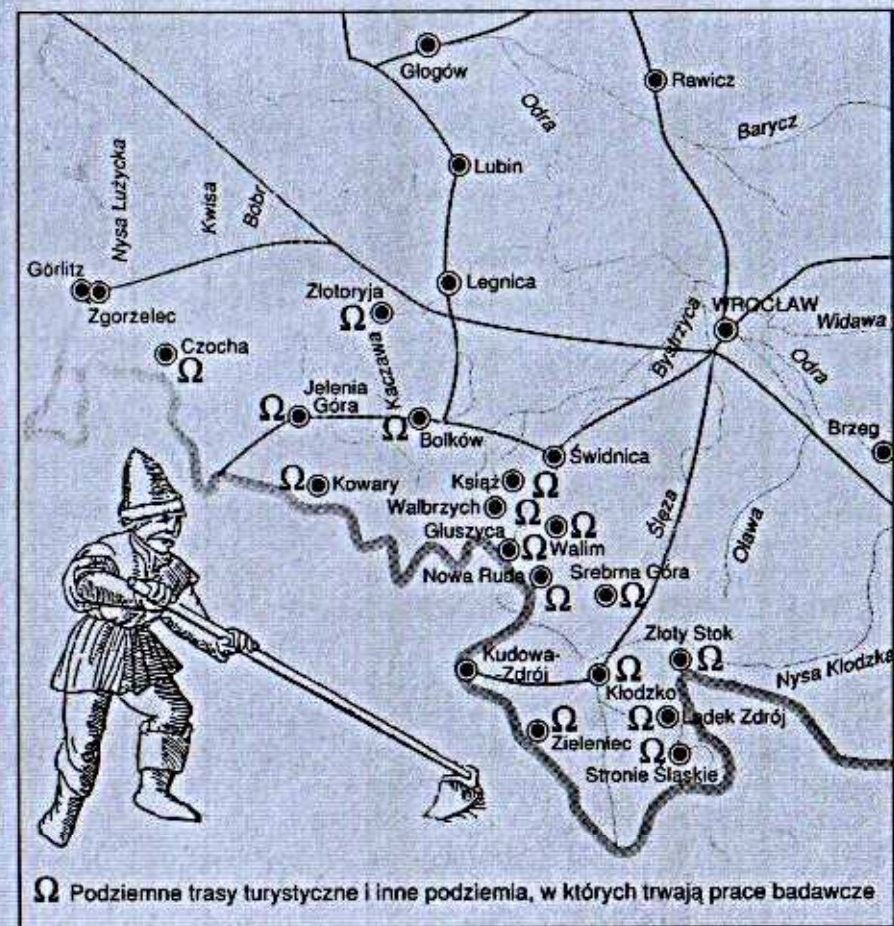 Głogów
Rawicz
Odra
Barycz
Lubin
Nysa Łużycka
Kwisa
Bóbr
Görlitz
Zgorzelec
Legnica
Złotoryja
Ω
WROCŁAW
Widawa
Bystrzyca
Odra
Czocha
Ω
Kaczawa
Jelenia
Góra
Ω
Bolków
Ω
Brzeg
Świdnica
Kowary
Ω
Książ
Ω
Wałbrzych
Ω
Ω
Walim
Głuszyca
Ω
Ślęza
Oława
Nowa Ruda
Ω
Srebrna Góra
Ω
Złoty Stok
Ω
Kudowa-
-Zdrój
Ω
Kłodzko
Nysa Kłodzka
Ω
Lądek Zdrój
Ω
Zieleniec
Ω
Stronie Śląskie
Ω Podziemne trasy turystyczne i inne podziemia, w których trwają prace badawcze